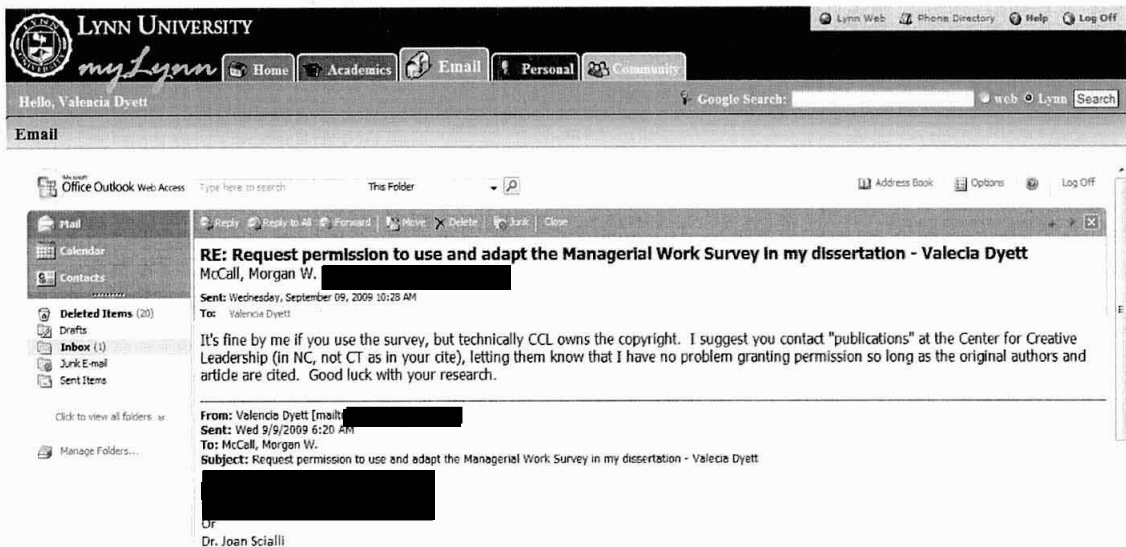 LYNN UNIVERSITY
Lynn Web Phone Directory Help Log Off
myLynn Home Academics Email Personal Community
Hello, Valencia Dyett Google Search: web Lynn Search
Email
Microsoft
Office Outlook Web Access Type here to search This Folder Address Book Options Log Off
Mail Reply Reply to All Forward Move Delete Junk Close
Calendar
Contacts
RE: Request permission to use and adapt the Managerial Work Survey in my dissertation - Valecia Dyett
McCall, Morgan W.
Sent: Wednesday, September 09, 2009 10:28 AM
To: Valencia Dyett
Deleted Items (20)
Drafts
Inbox (1)
Junk E-mail
Sent Items
Click to view all folders
Manage Folders...
It's fine by me if you use the survey, but technically CCL owns the copyright. I suggest you contact "publications" at the Center for Creative
Leadership (in NC, not CT as in your cite), letting them know that I have no problem granting permission so long as the original authors and
article are cited. Good luck with your research.
From: Valencia Dyett
Sent: Wed 9/9/2009 6:20 AM
To: McCall, Morgan W.
Subject: Request permission to use and adapt the Managerial Work Survey in my dissertation - Valecia Dyett
Or
Dr. Joan Scialli